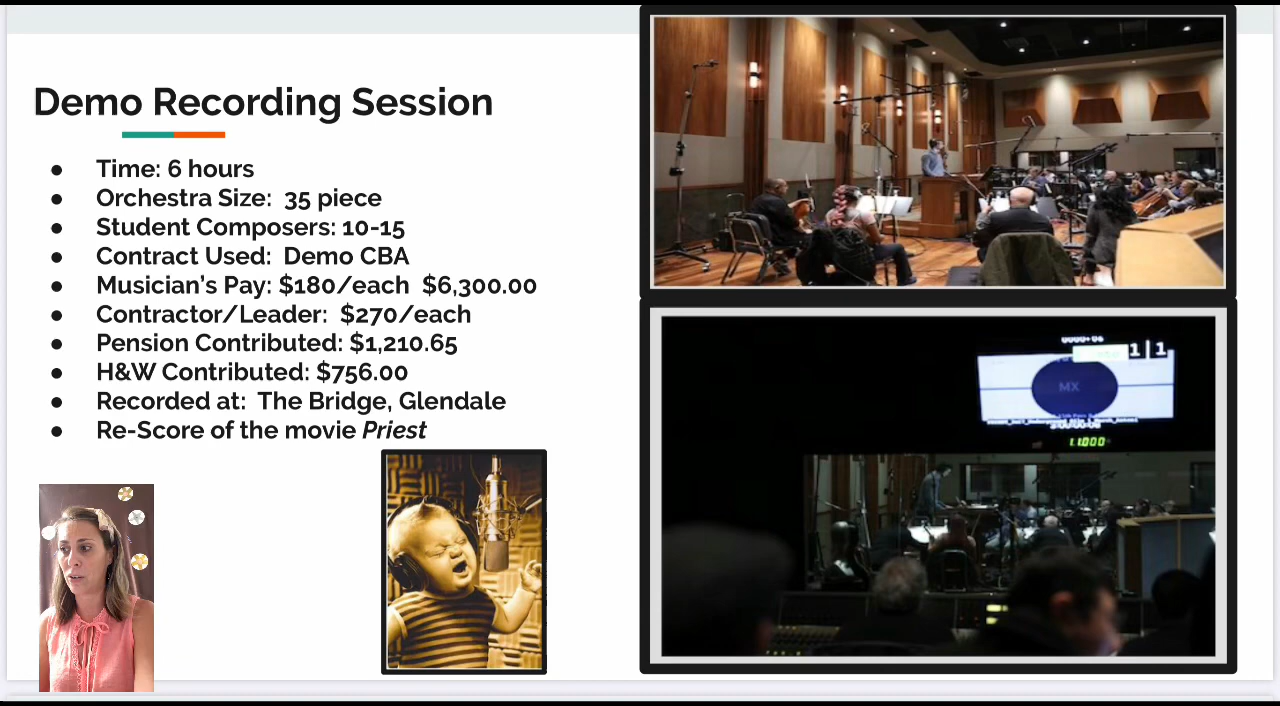 Demo Recording Session
● Time: 6 hours
● Orchestra Size:  35 piece
● Student Composers: 10-15
● Contract Used:  Demo CBA
● Musician's Pay: $180/each  $6,300.00
● Contractor/Leader:  $270/each
● Pension Contributed: $1,210.65
● H&W Contributed: $756.00
● Recorded at:  The Bridge, Glendale
● Re-Score of the movie Priest
1|1
MX